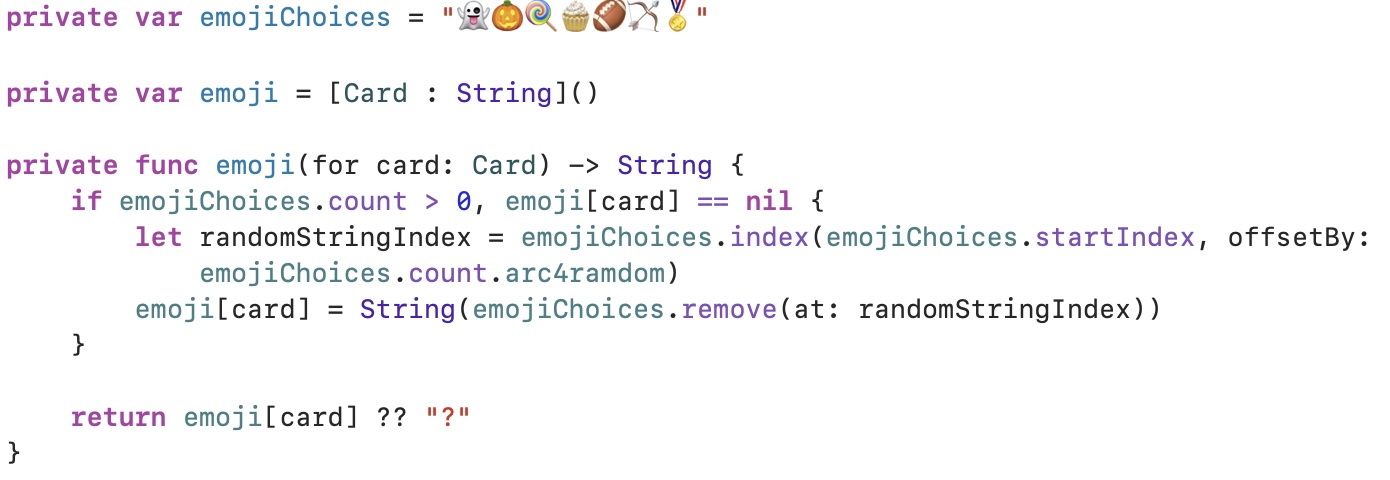 private var emojiChoices = "👻🎃🍭🧁🏈🏹🏅"
private var emoji = [Card : String]()
private func emoji(for card: Card) -> String {
if emojiChoices.count > 0, emoji[card] == nil {
let randomStringIndex = emojiChoices.index(emojiChoices.startIndex, offsetBy:
emojiChoices.count.arc4ramdom)
emoji[card] = String(emojiChoices.remove(at: randomStringIndex))
}
return emoji[card] ?? "?"
}